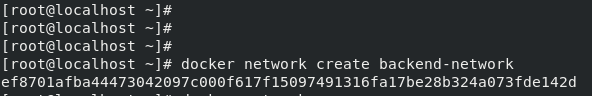 [root@localhost ~]#
[root@localhost ~]#
[root@localhost ~]#
[root@localhost ~]# docker network create backend-network
ef8701afba44473042097c000f617f15097491316fa17be28b324a073fde142d